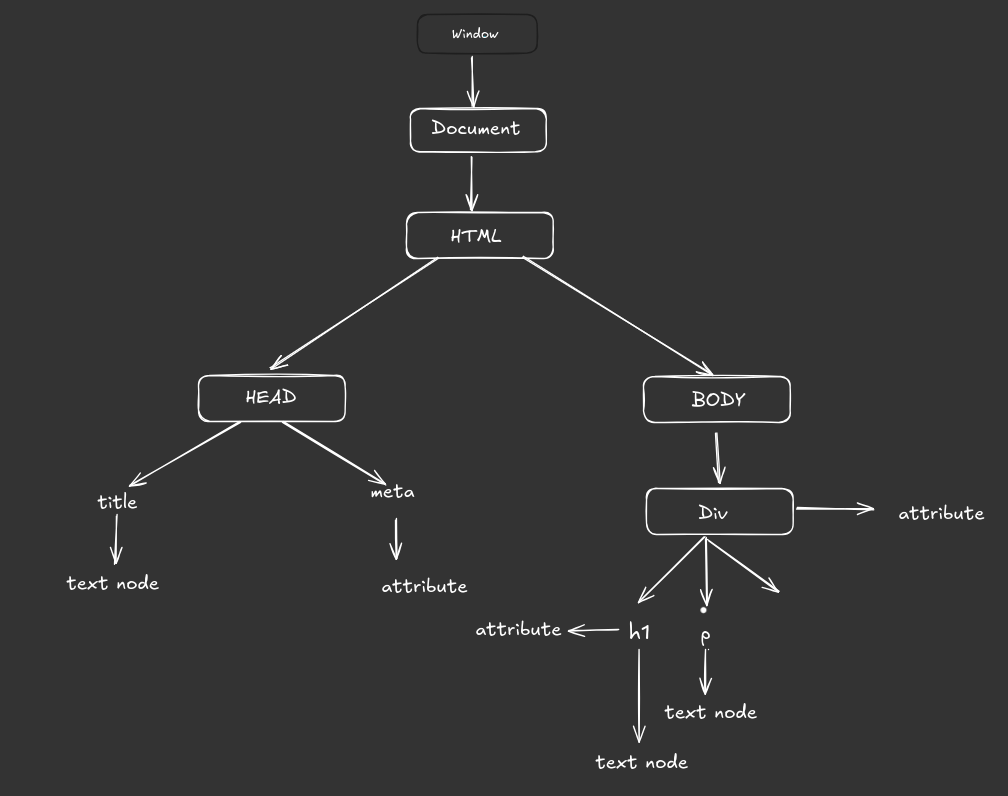 Window
Document
HTML
HEAD
BODY
title
meta
Div
attribute
text node
attribute
attribute
h1
p
text node
text node